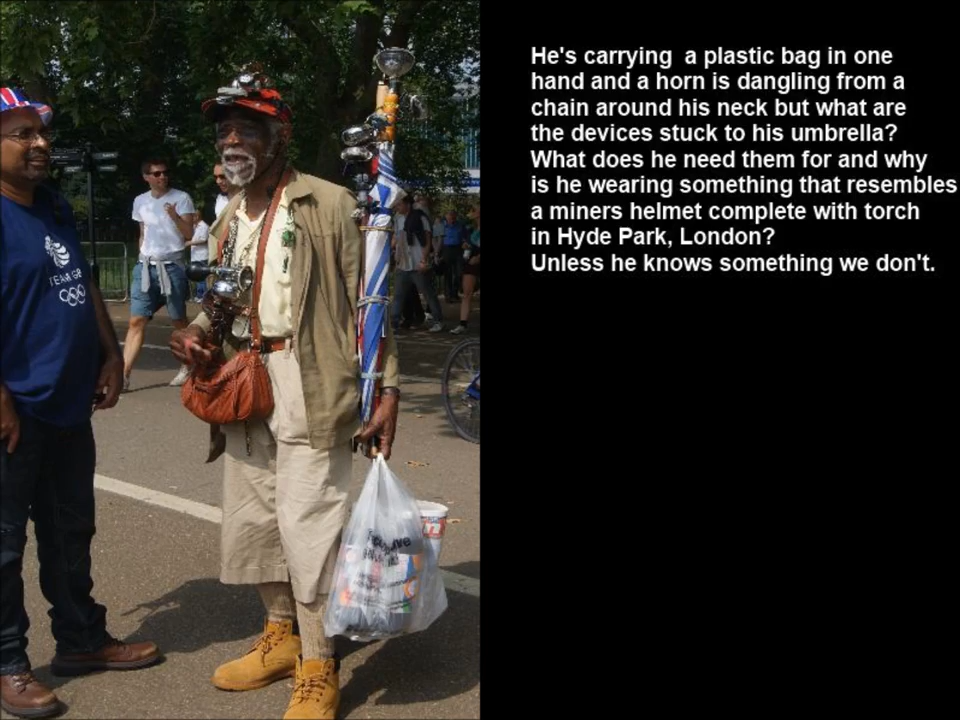 He's carrying  a plastic bag in one
hand and a horn is dangling from a
chain around his neck but what are
the devices stuck to his umbrella?
What does he need them for and why
is he wearing something that resembles
a miners helmet complete with torch
in Hyde Park, London?
Unless he knows something we don't.
TEAM GB